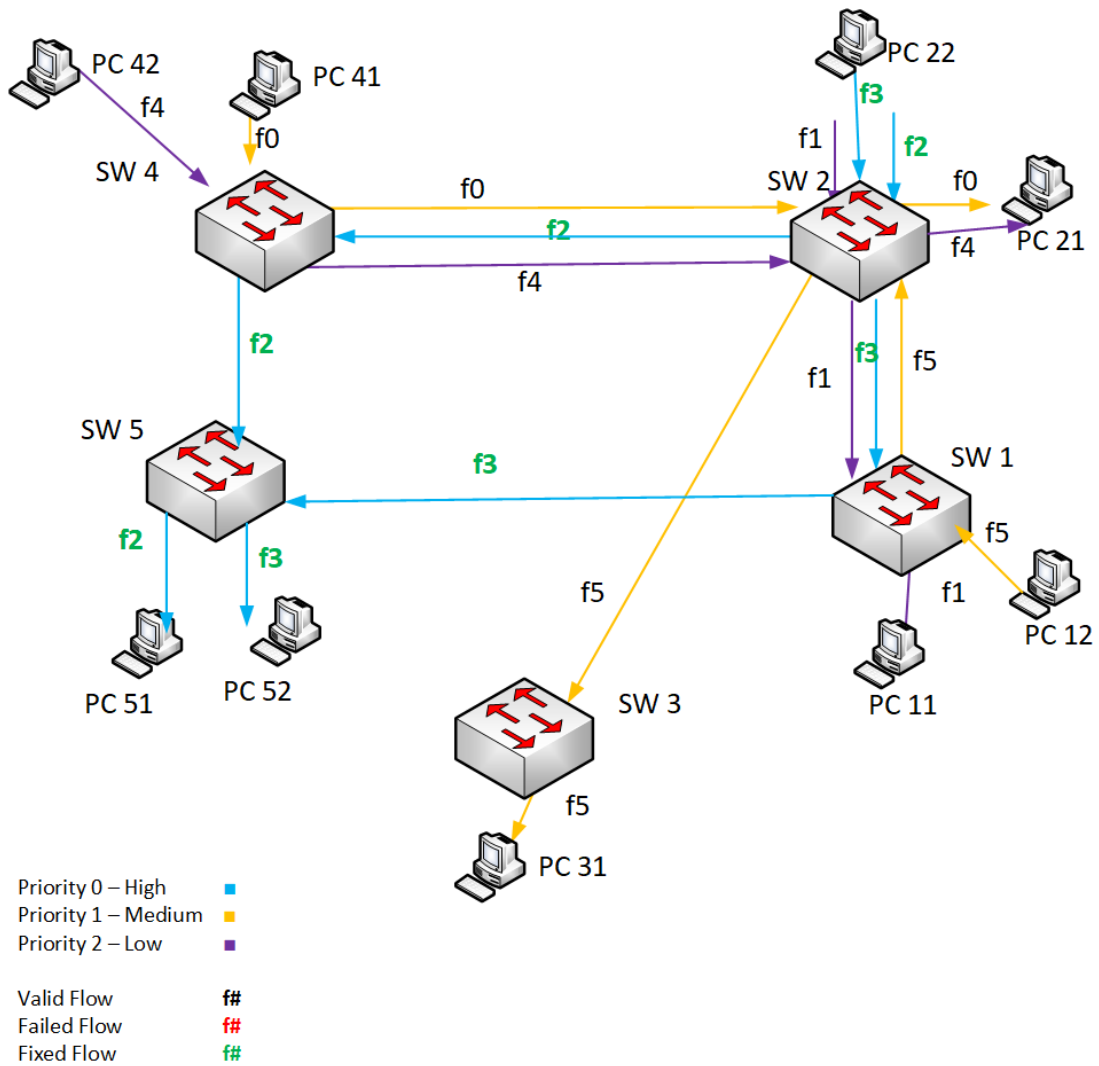 PC 42
PC 41
PC 22
f4
f0
f3
f1
f2
SW 4
SW 2
f0
f0
f2
f4
PC 21
f4
f2
f3
f1
f5
SW 5
f3
SW 1
f2
f3
f5
f5
f1
PC 12
PC 51
PC 52
SW 3
PC 11
f5
PC 31
Priority 0 – High
Priority 1 – Medium
Priority 2 – Low
Valid Flow f#
Failed Flow f#
Fixed Flow f#